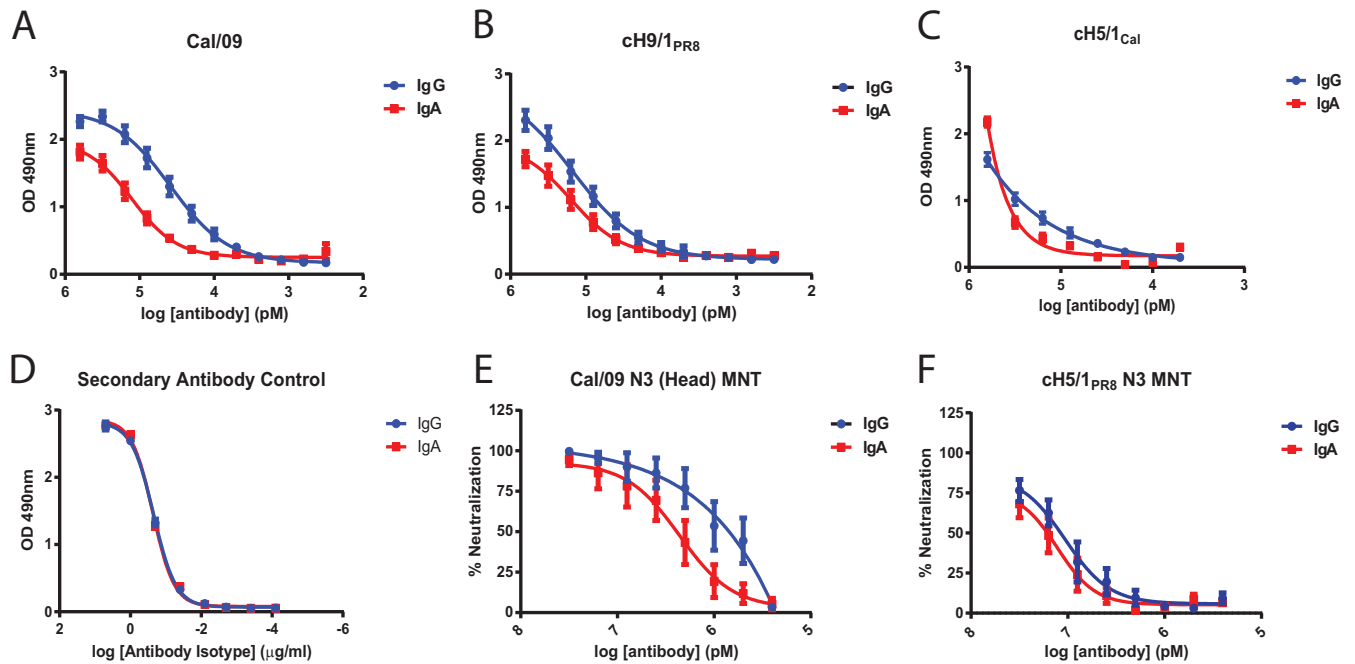 A
Cal/09
3
2
1
0
6
5
4
3
2
OD 490nm
log [antibody] (pM)
IgG
IgA
B
cH9/1PR8
3
2
1
0
6
5
4
3
2
OD 490nm
log [antibody] (pM)
IgG
IgA
C
cH5/1Cal
3
2
1
0
6
5
4
3
OD 490nm
log [antibody] (pM)
IgG
IgA
D
Secondary Antibody Control
3
2
1
0
2
0
-2
-4
-6
OD 490nm
log [Antibody Isotype] (μg/ml)
IgG
IgA
E
Cal/09 N3 (Head) MNT
125
100
75
50
25
0
8
7
6
5
% Neutralization
log [antibody] (pM)
IgG
IgA
F
cH5/1PR8 N3 MNT
125
100
75
50
25
0
8
7
6
5
% Neutralization
log [antibody] (pM)
IgG
IgA